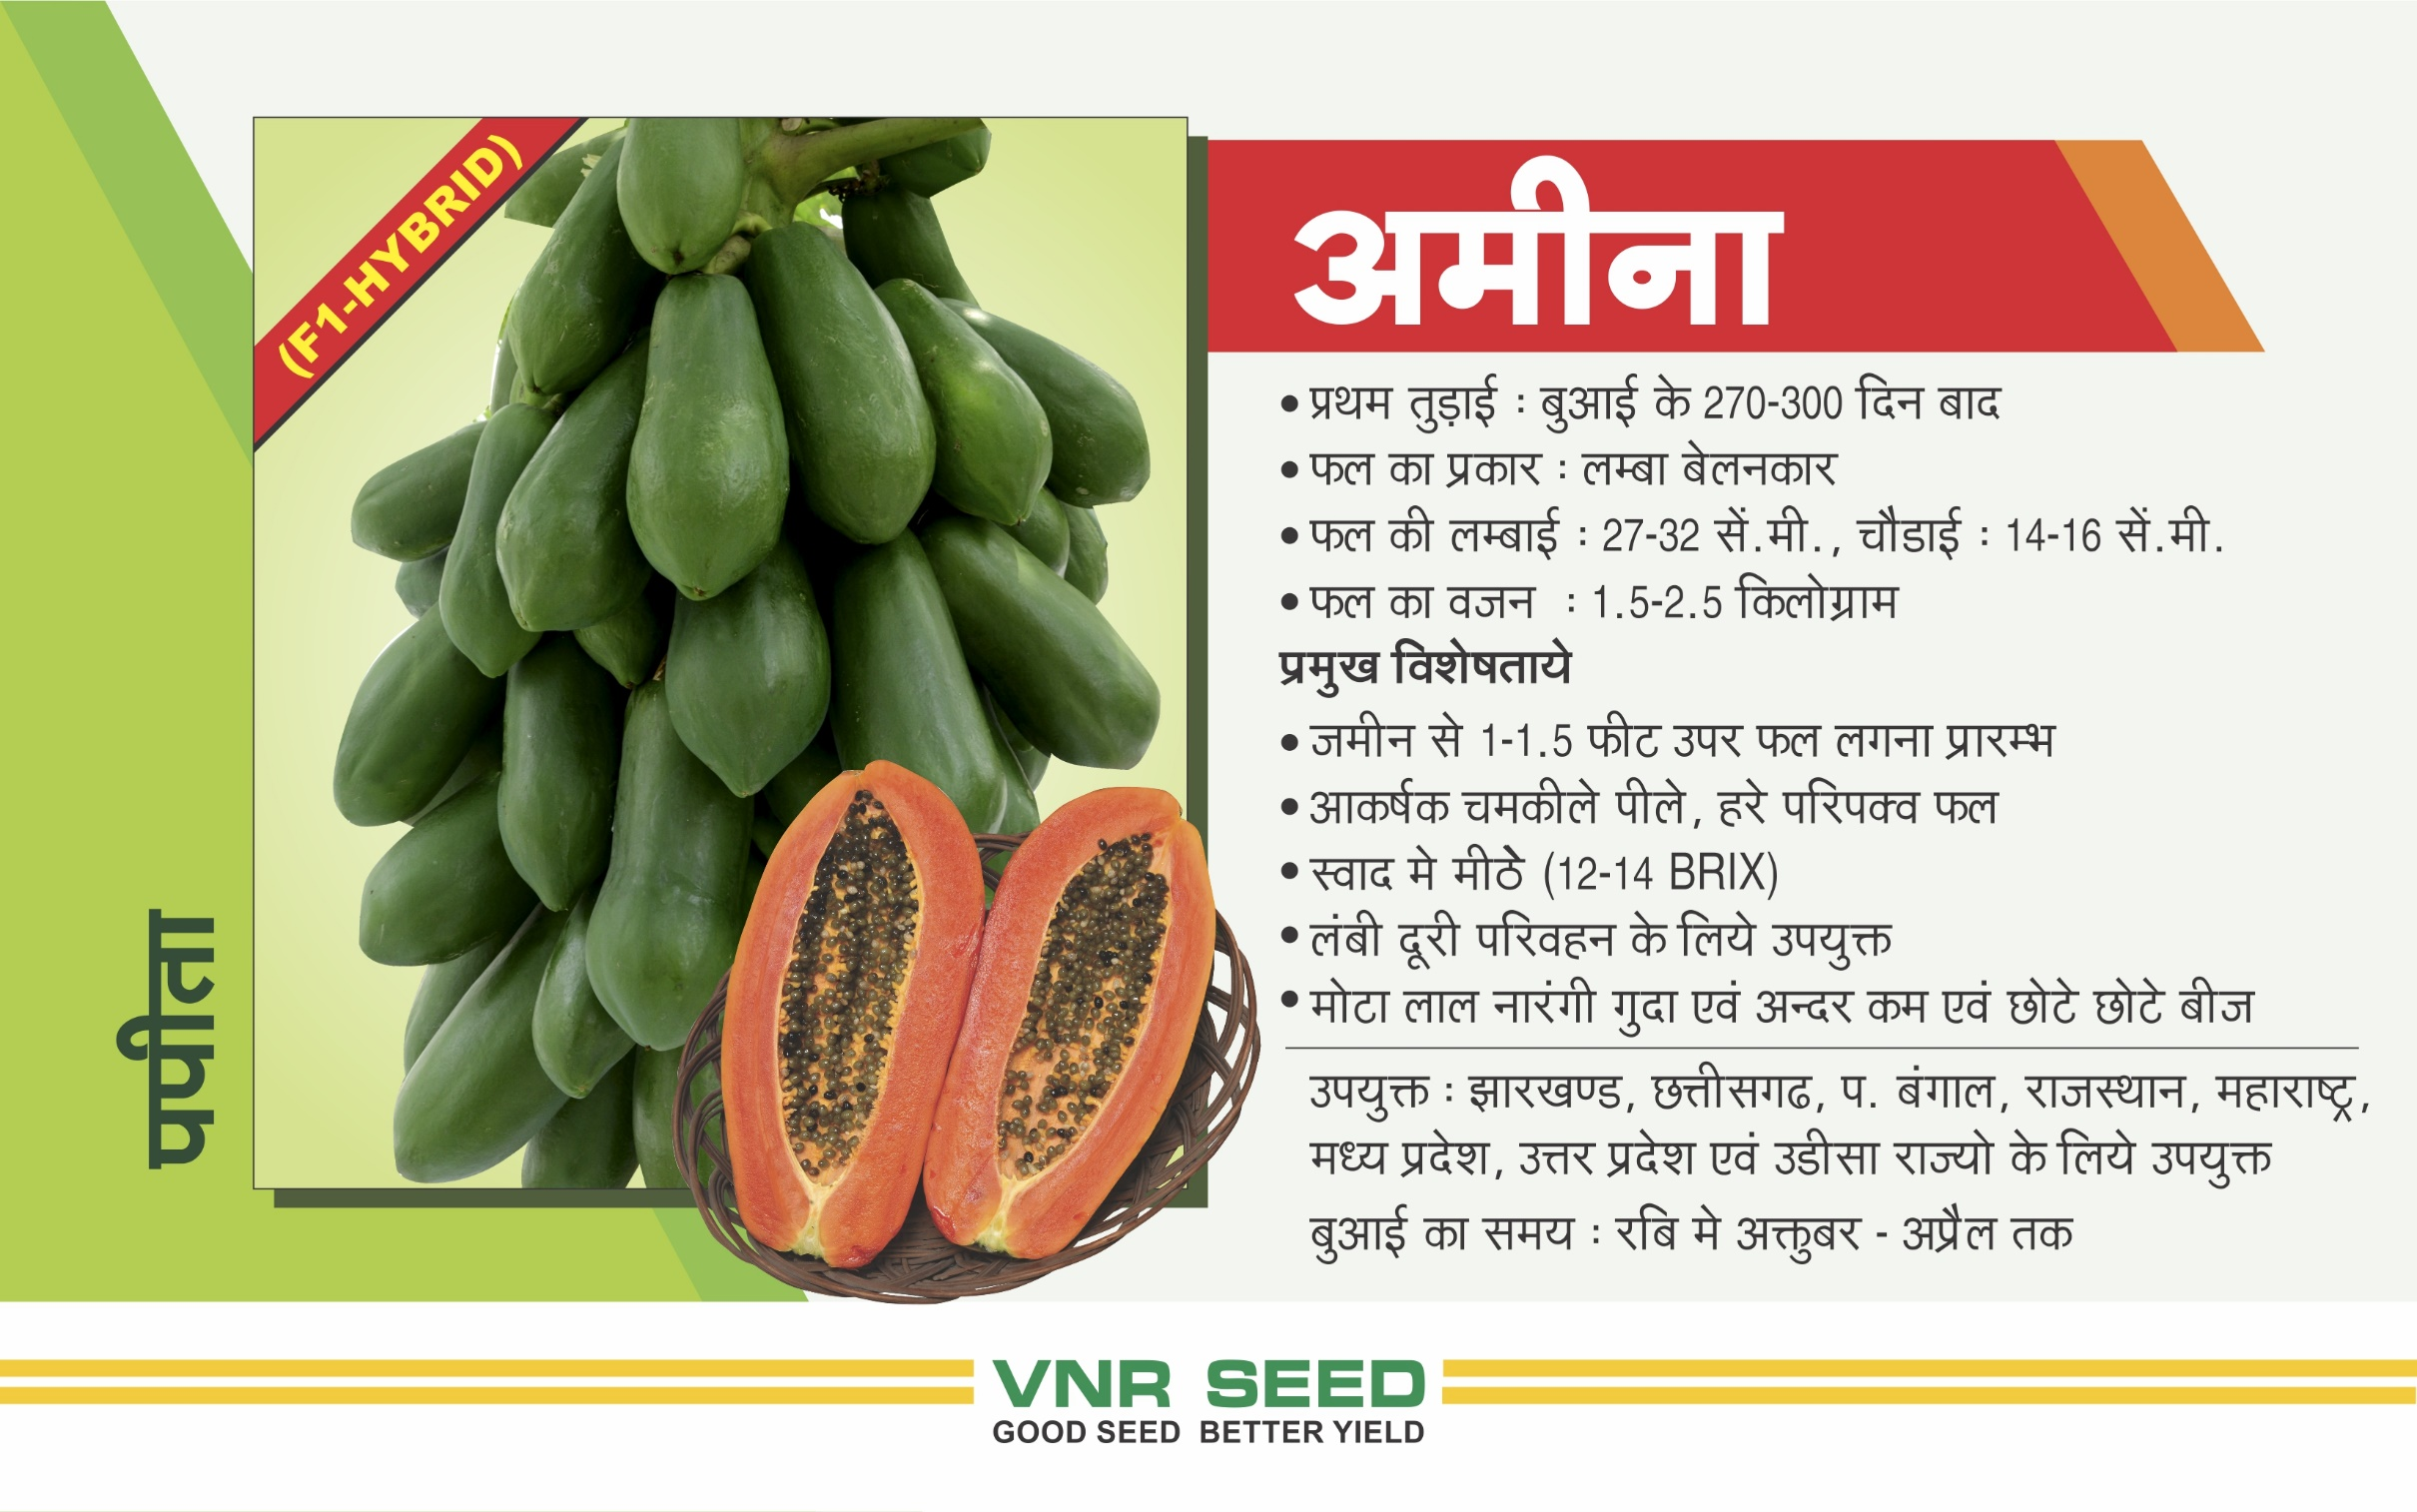 (F1-HYBRID)
पपीता
अमीना
• प्रथम तुड़ाई : बुआई के 270-300 दिन बाद
• फल का प्रकार : लम्बा बेलनकार
• फल की लम्बाई : 27-32 सें.मी., चौडाई : 14-16 सें.मी.
• फल का वजन : 1.5-2.5 किलोग्राम
प्रमुख विशेषताये
• जमीन से 1-1.5 फीट उपर फल लगना प्रारम्भ
• आकर्षक चमकीले पीले, हरे परिपक्व फल
• स्वाद मे मीठे (12-14 BRIX)
• लंबी दूरी परिवहन के लिये उपयुक्त
• मोटा लाल नारंगी गुदा एवं अन्दर कम एवं छोटे छोटे बीज
उपयुक्त : झारखण्ड, छत्तीसगढ, प. बंगाल, राजस्थान, महाराष्ट्र,
मध्य प्रदेश, उत्तर प्रदेश एवं उडीसा राज्यो के लिये उपयुक्त
बुआई का समय : रबि मे अक्तुबर - अप्रैल तक
VNR SEED
GOOD SEED BETTER YIELD